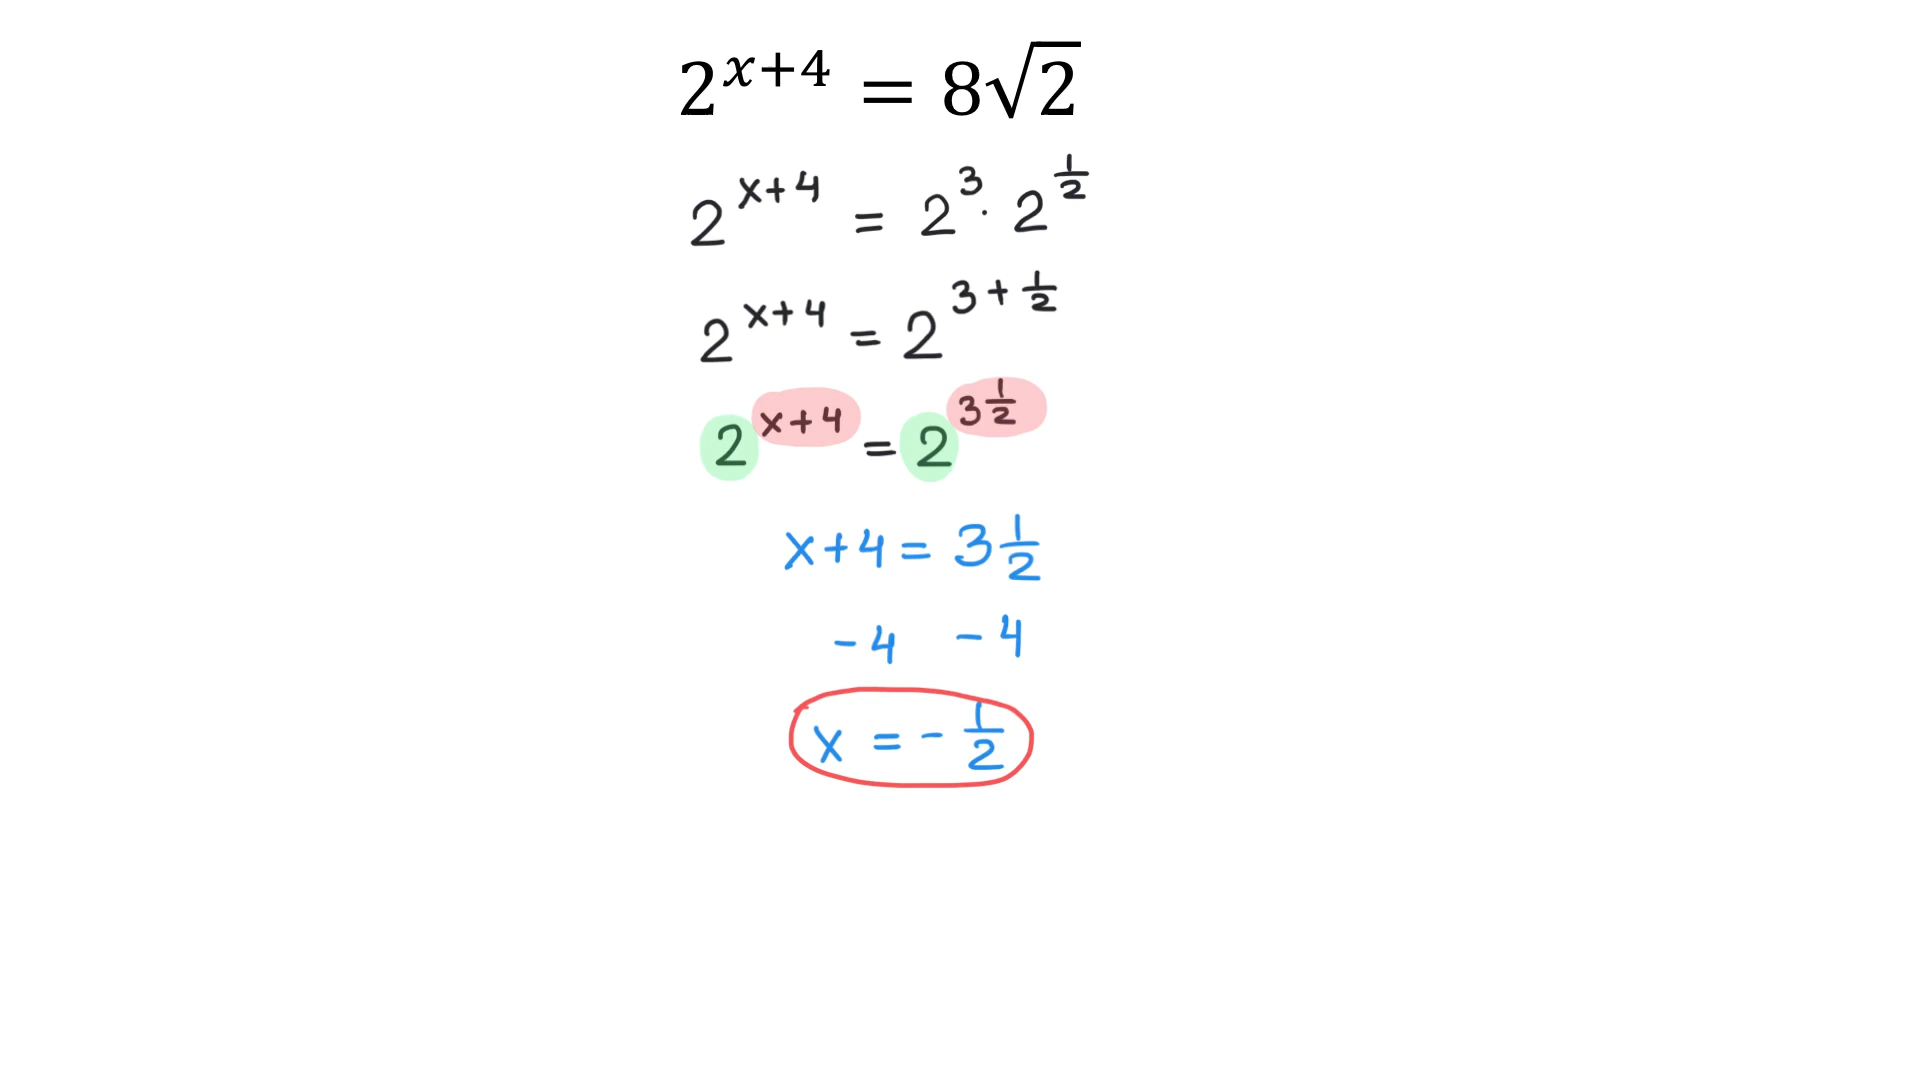 2^{x+4} = 8√2
2^{x+4} = 2^{3} · 2^{1/2}
2^{x+4} = 2^{3 + 1/2}
2^{x+4} = 2^{3 1/2}
x + 4 = 3 1/2
- 4 - 4
x = - 1/2